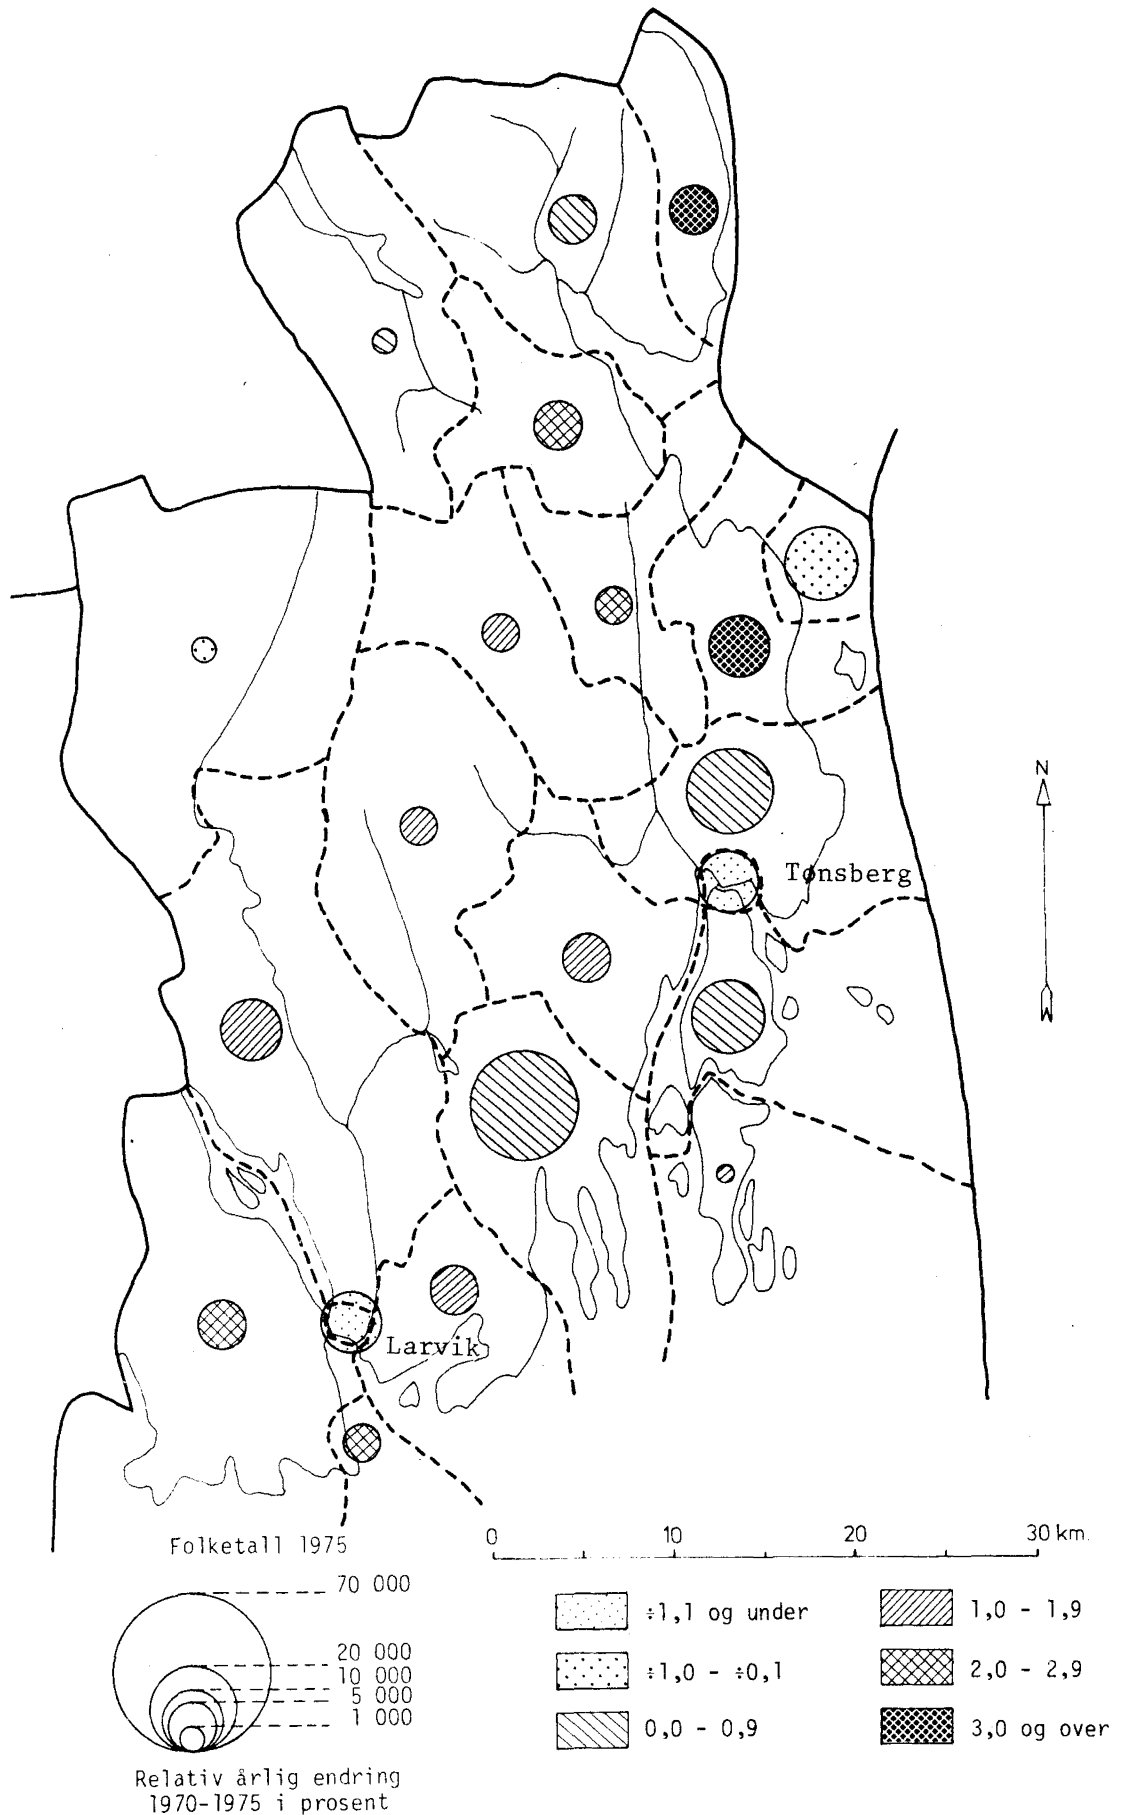 N
Tønsberg
Larvik
Folketall 1975
70 000
20 000
10 000
5 000
1 000
Relativ årlig endring
1970-1975 i prosent
0 10 20 30 km.
÷1,1 og under
÷1,0 - ÷0,1
0,0 - 0,9
1,0 - 1,9
2,0 - 2,9
3,0 og over